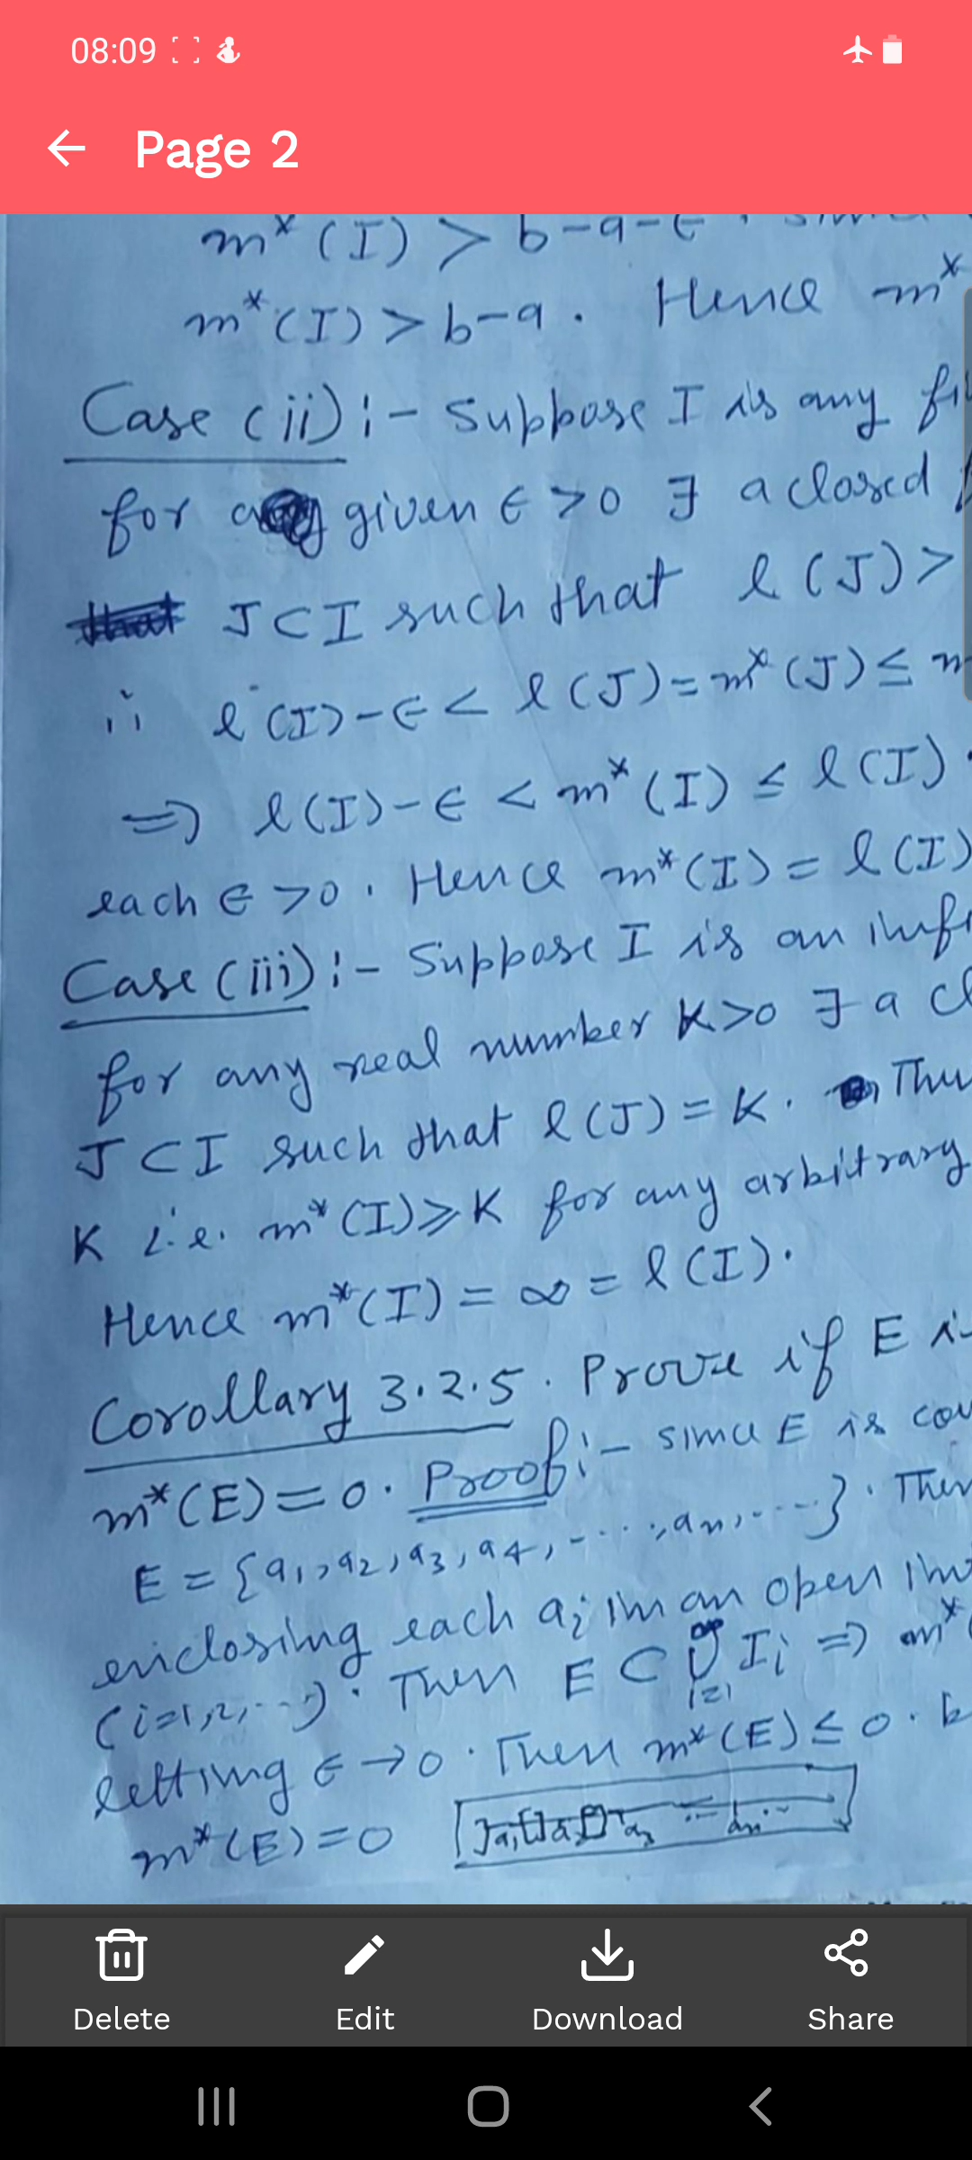 08:09
Page 2
m* (I) > b-a-ϵ .
m* (I) > b-a . Hence m*
Case (ii) :- Suppose I is any
for given ϵ > 0 ∃ a closed
J ⊂ I such that l (J) >
ii l (I) - ϵ < l (J) = m* (J) ≤ m
⇒ l (I) - ϵ < m* (I) ≤ l (I) .
each ϵ > 0 . Hence m* (I) = l (I)
Case (iii) :- Suppose I is an
for any real number K > 0 ∃ a
J ⊂ I such that l (J) = K .
K i.e. m* (I) ⩾ K for any arbitrary
Hence m* (I) = ∞ = l (I) .
Corollary 3.2.5 . Prove if E
m* (E) = 0 . Proof :- since E is
E = {a1, a2, a3, a4, - - - -, an, - - - -} .
enclosing each ai in an open
(i=1,2,...) . Then E ⊂ ∞⋃i=1 Ii ⇒ m*
letting ϵ → 0 . Then m* (E) ≤ 0 .
m* (E) = 0
Delete Edit Download Share